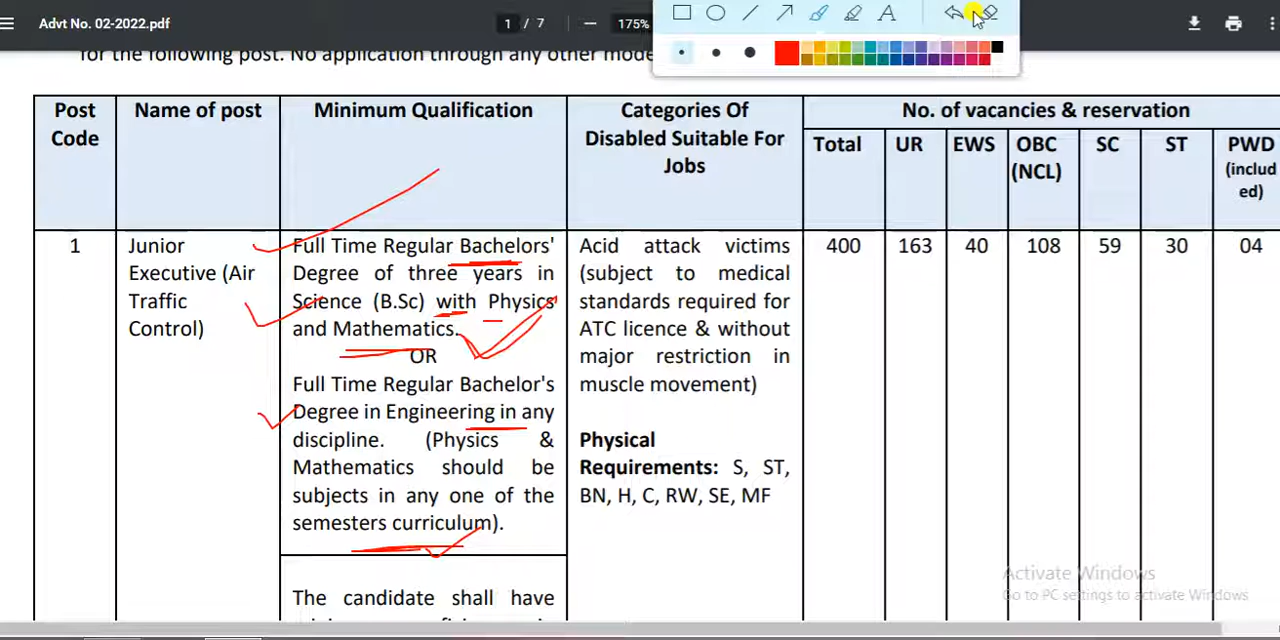 Advt No. 02-2022.pdf
1 / 7
175%
A
for the following post. No application through any other mode
Post Code
Name of post
Minimum Qualification
Categories Of Disabled Suitable For Jobs
No. of vacancies & reservation
Total
UR
EWS
OBC (NCL)
SC
ST
PWD (includ ed)
1
Junior
Executive (Air
Traffic
Control)
Full Time Regular Bachelors'
Degree of three years in
Science (B.Sc) with Physics
and Mathematics.
OR
Full Time Regular Bachelor's
Degree in Engineering in any
discipline. (Physics &
Mathematics should be
subjects in any one of the
semesters curriculum).
The candidate shall have
Acid attack victims
(subject to medical
standards required for
ATC licence & without
major restriction in
muscle movement)
Physical
Requirements: S, ST,
BN, H, C, RW, SE, MF
400
163
40
108
59
30
04
Activate Windows
Go to PC settings to activate Windows